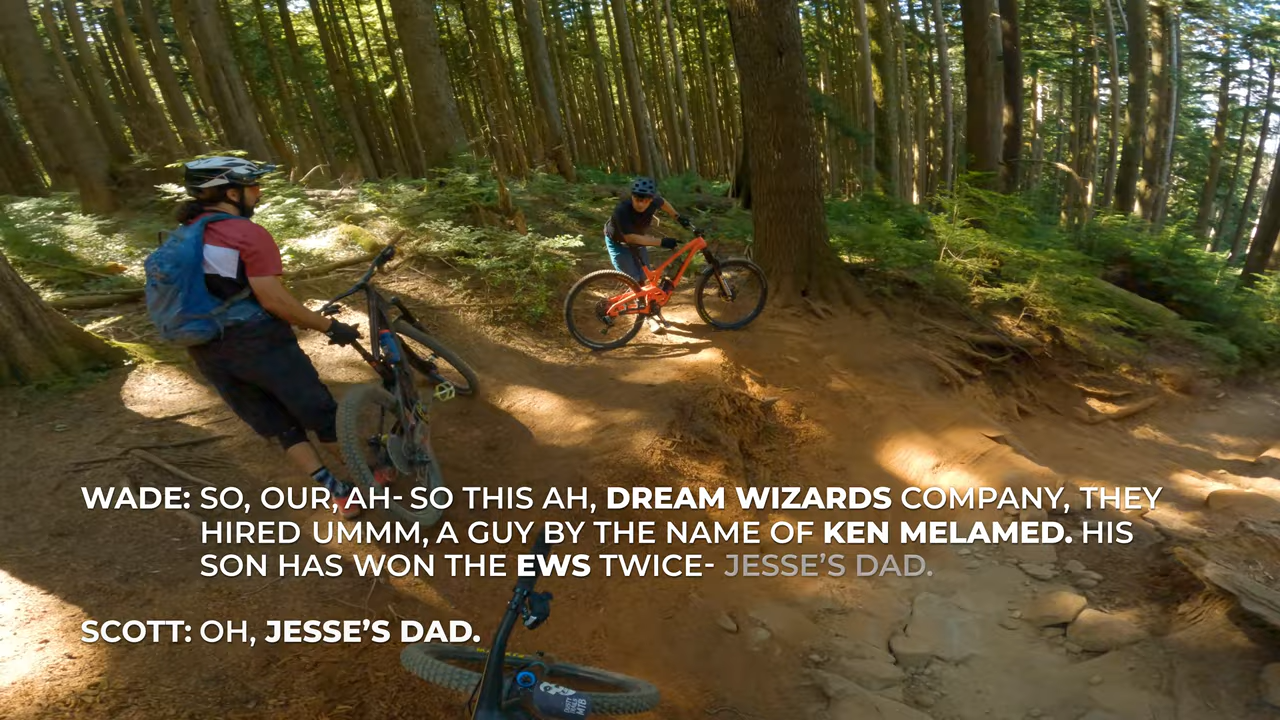 WADE: SO, OUR, AH- SO THIS AH, DREAM WIZARDS COMPANY, THEY
HIRED UMMM, A GUY BY THE NAME OF KEN MELAMED. HIS
SON HAS WON THE EWS TWICE- JESSE'S DAD.
SCOTT: OH, JESSE'S DAD.
MTB